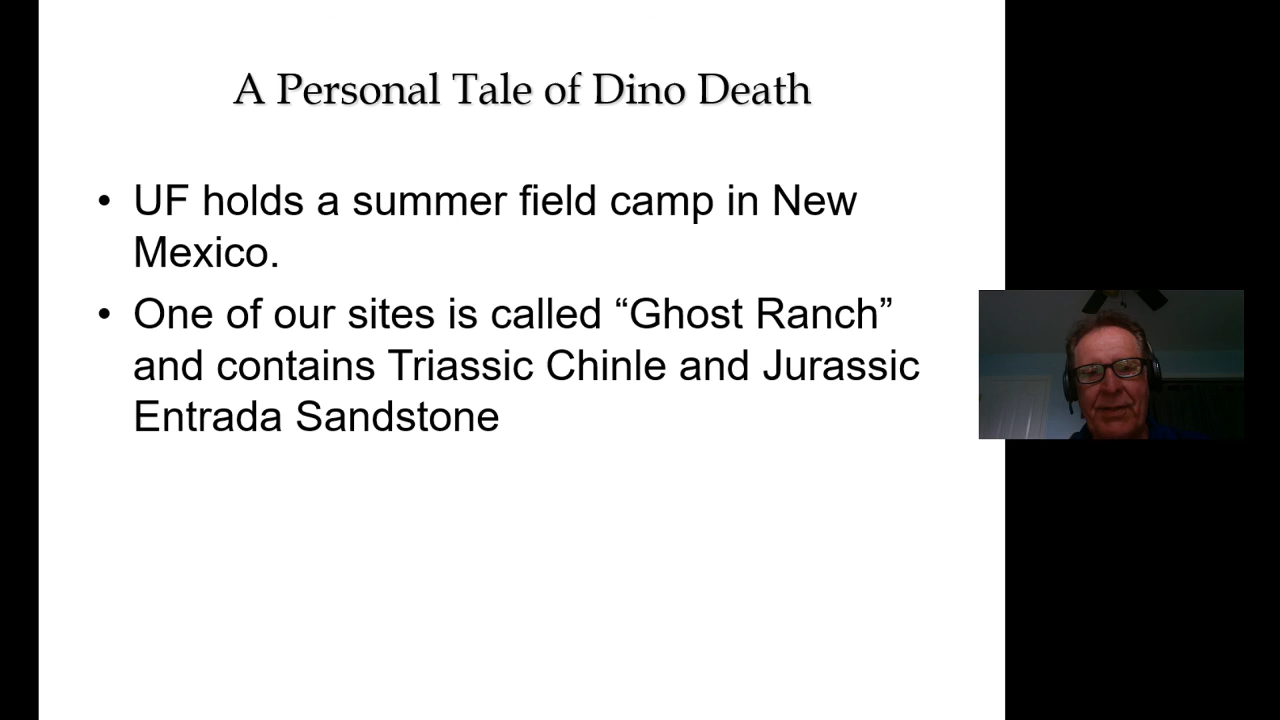 A Personal Tale of Dino Death
• UF holds a summer field camp in New
Mexico.
• One of our sites is called “Ghost Ranch”
and contains Triassic Chinle and Jurassic
Entrada Sandstone